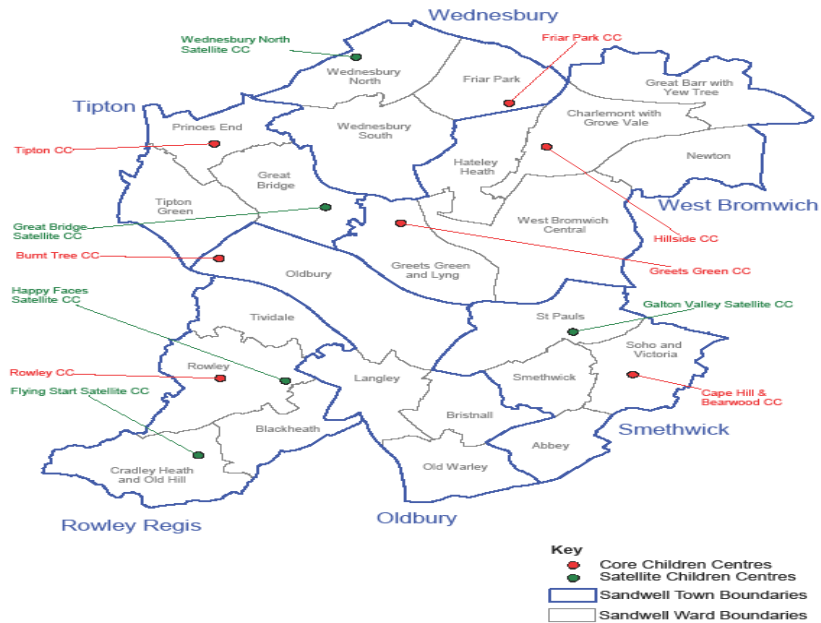 Wednesbury
Wednesbury North
Satellite CC
Friar Park CC
Wednesbury
North
Friar Park
Great Barr with
Yew Tree
Tipton
Princes End
Wednesbury
South
Charlemont with
Grove Vale
Tipton CC
Hateley
Heath
Newton
Great
Bridge
Tipton
Green
West Bromwich
Great Bridge
Satellite CC
West Bromwich
Central
Hillside CC
Burnt Tree CC
Oldbury
Greets Green
and Lyng
Greets Green CC
Happy Faces
Satellite CC
Tividale
St Pauls
Galton Valley Satellite CC
Soho and
Victoria
Rowley CC
Rowley
Langley
Smethwick
Flying Start Satellite CC
Cape Hill &
Bearwood CC
Bristnall
Blackheath
Smethwick
Abbey
Cradley Heath
and Old Hill
Old Warley
Rowley Regis
Oldbury
Key
Core Children Centres
Satellite Children Centres
Sandwell Town Boundaries
Sandwell Ward Boundaries